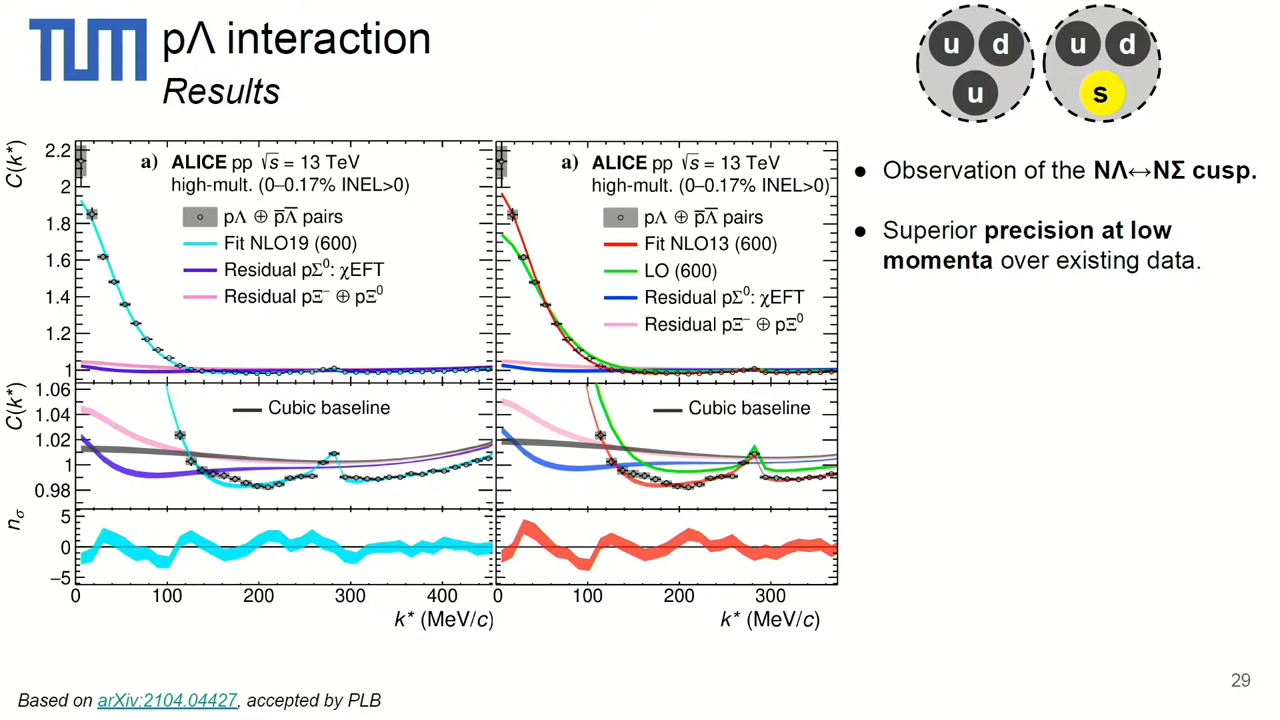 TUM
pΛ interaction
Results
u d u
u d s
C(k*)
2.2
2
1.8
1.6
1.4
1.2
1
a) ALICE pp √s = 13 TeV
high-mult. (0–0.17% INEL>0)
pΛ ⊕ p̅Λ̅ pairs
Fit NLO19 (600)
Residual pΣ⁰: χEFT
Residual pΞ⁻ ⊕ pΞ⁰
C(k*)
1.06
1.04
1.02
1
0.98
Cubic baseline
nσ
5
0
−5
0 100 200 300 400
k* (MeV/c)
a) ALICE pp √s = 13 TeV
high-mult. (0–0.17% INEL>0)
pΛ ⊕ p̅Λ̅ pairs
Fit NLO13 (600)
LO (600)
Residual pΣ⁰: χEFT
Residual pΞ⁻ ⊕ pΞ⁰
Cubic baseline
0 100 200 300
k* (MeV/c)
● Observation of the NΛ↔NΣ cusp.
● Superior precision at low
momenta over existing data.
Based on arXiv:2104.04427, accepted by PLB
29